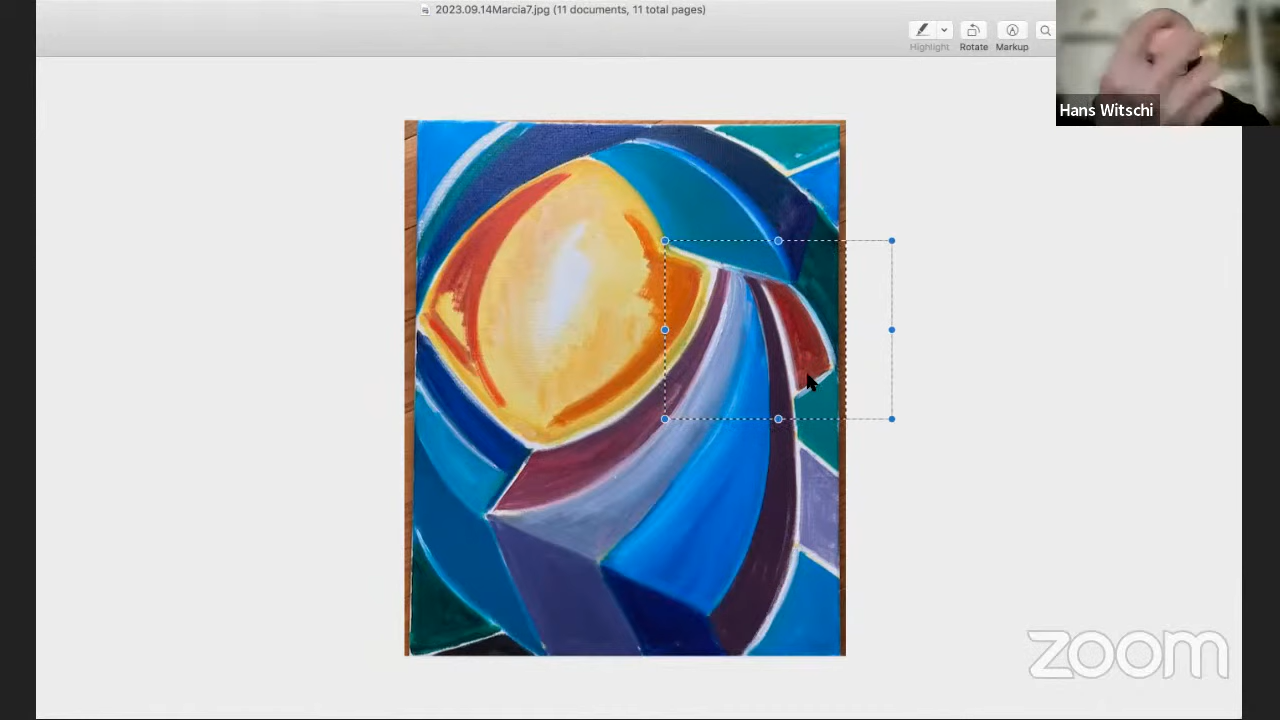 2023.09.14Marcia7.jpg (11 documents, 11 total pages)
Highlight
Rotate
Markup
Hans Witschi
zoom